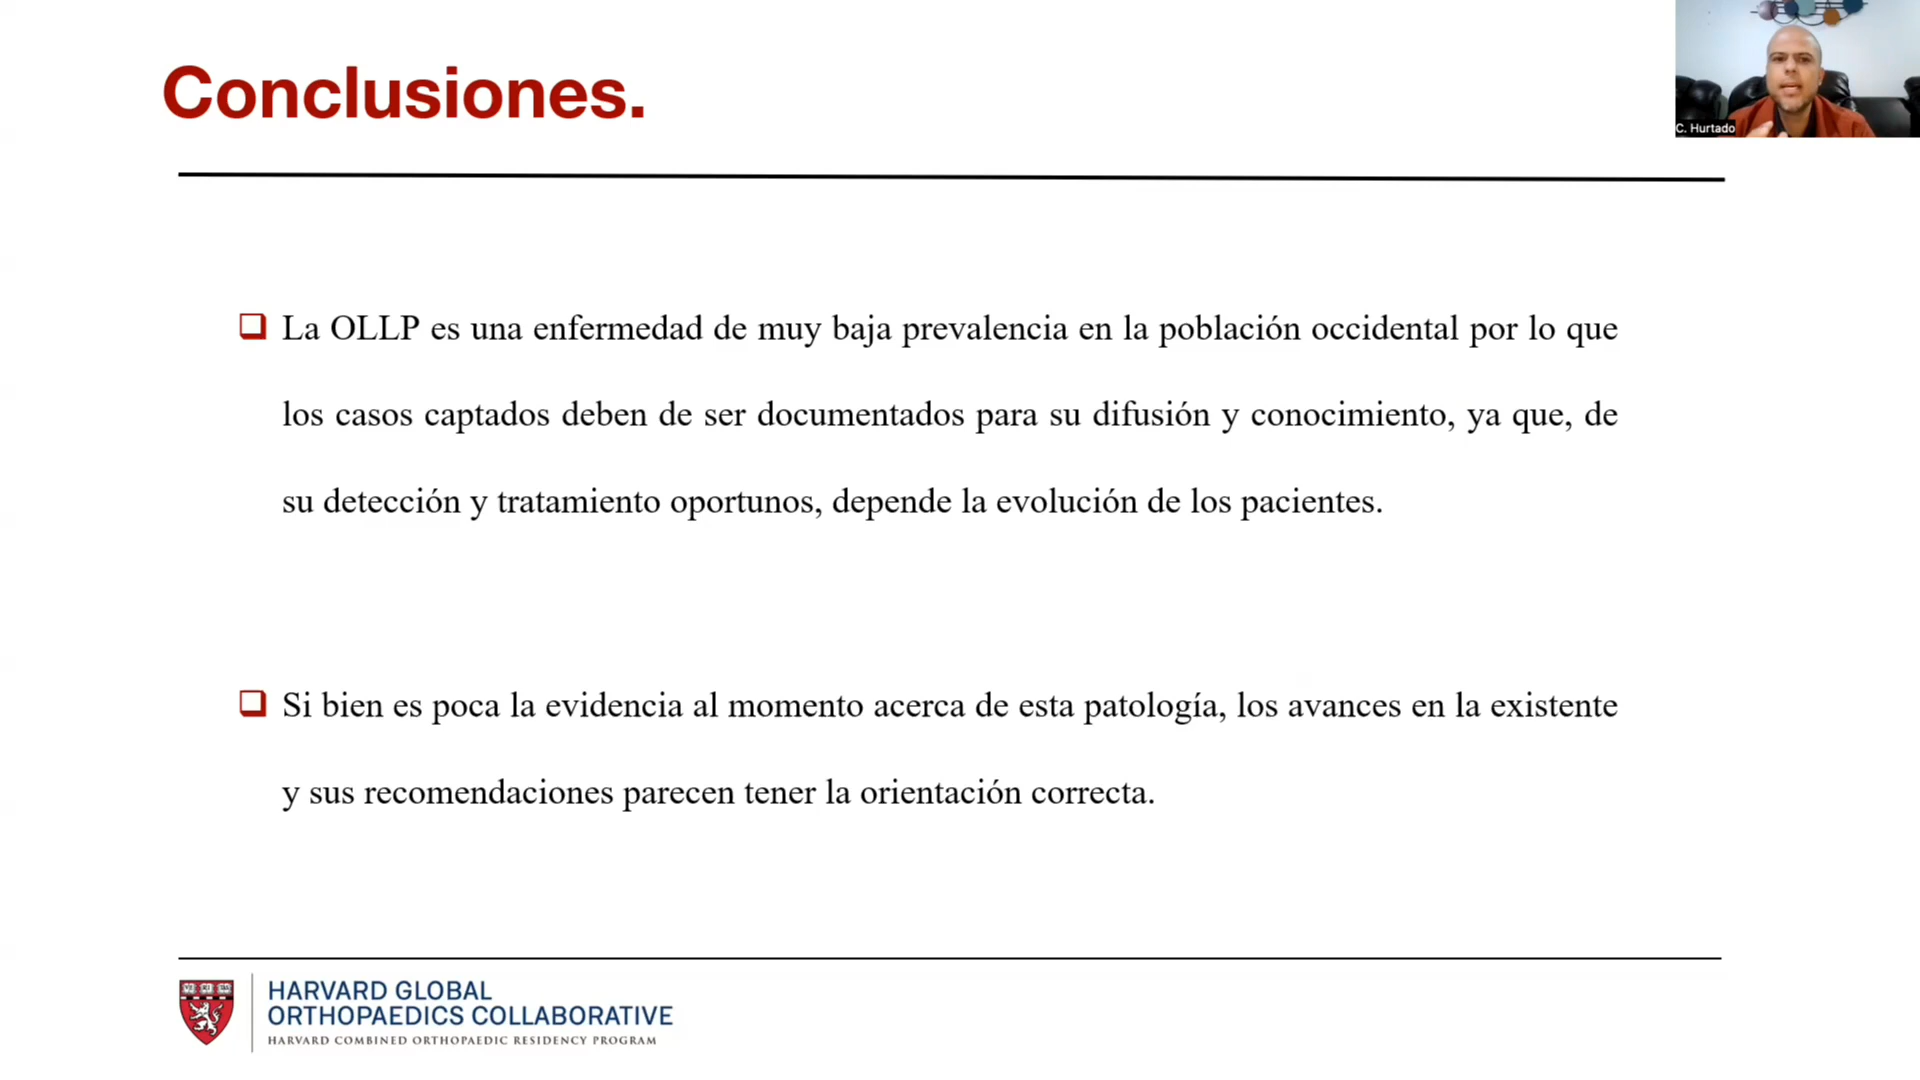 Conclusiones.
C. Hurtado
La OLLP es una enfermedad de muy baja prevalencia en la población occidental por lo que
los casos captados deben de ser documentados para su difusión y conocimiento, ya que, de
su detección y tratamiento oportunos, depende la evolución de los pacientes.
Si bien es poca la evidencia al momento acerca de esta patología, los avances en la existente
y sus recomendaciones parecen tener la orientación correcta.
HARVARD GLOBAL
ORTHOPAEDICS COLLABORATIVE
HARVARD COMBINED ORTHOPAEDIC RESIDENCY PROGRAM